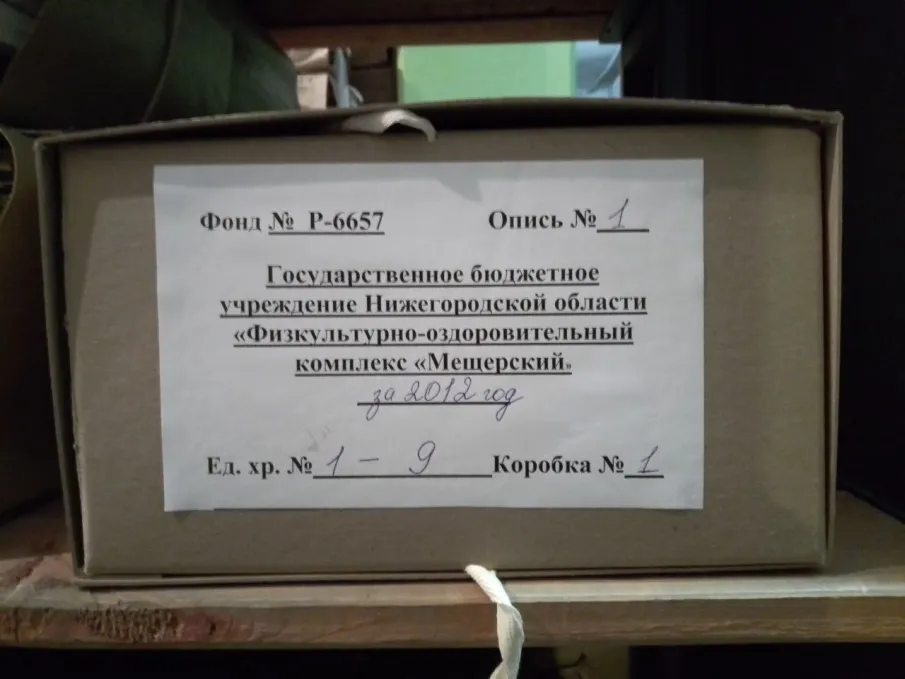 Фонд № Р-6657 Опись № 1
Государственное бюджетное
учреждение Нижегородской области
«Физкультурно-оздоровительный
комплекс «Мещерский»
за 2012 год
Ед. хр. № 1 - 9 Коробка № 1